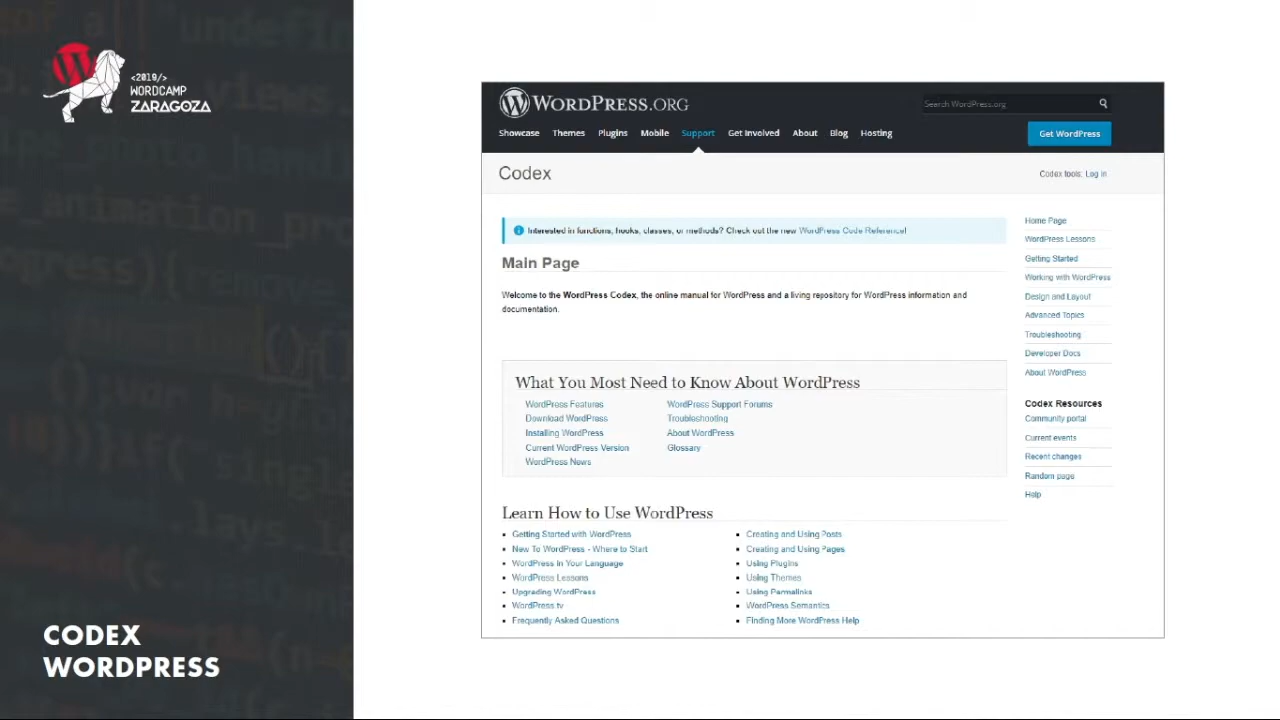 <2019/>
WORDCAMP
ZARAGOZA
CODEX
WORDPRESS
WORDPRESS.ORG
Search WordPress.org
Showcase Themes Plugins Mobile Support Get Involved About Blog Hosting
Get WordPress
Codex
Codex tools: Log in
Interested in functions, hooks, classes, or methods? Check out the new WordPress Code Reference!
Main Page
Welcome to the WordPress Codex, the online manual for WordPress and a living repository for WordPress information and
documentation.
What You Most Need to Know About WordPress
WordPress Features
Download WordPress
Installing WordPress
Current WordPress Version
WordPress News
WordPress Support Forums
Troubleshooting
About WordPress
Glossary
Learn How to Use WordPress
Getting Started with WordPress
New To WordPress - Where to Start
WordPress in Your Language
WordPress Lessons
Upgrading WordPress
WordPress tv
Frequently Asked Questions
Creating and Using Posts
Creating and Using Pages
Using Plugins
Using Themes
Using Permalinks
WordPress Semantics
Finding More WordPress Help
Home Page
WordPress Lessons
Getting Started
Working with WordPress
Design and Layout
Advanced Topics
Troubleshooting
Developer Docs
About WordPress
Codex Resources
Community portal
Current events
Recent changes
Random page
Help